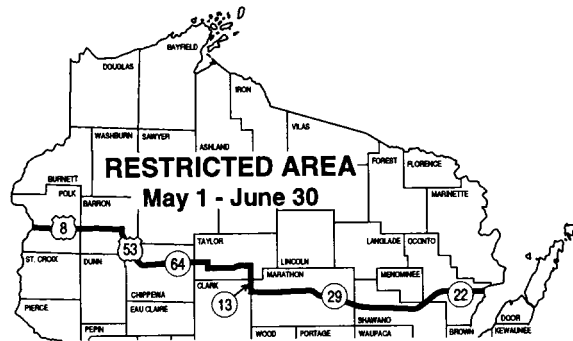 BAYFIELD
DOUGLAS
IRON
VILAS
WASHBURN
SAWYER
ASHLAND
FOREST
FLORENCE
RESTRICTED AREA
May 1 - June 30
BURNETT
POLK
BARRON
MARINETTE
8
53
64
TAYLOR
LINCOLN
LANGLADE
OCONTO
ST. CROIX
DUNN
CHIPPEWA
CLARK
MARATHON
MENOMINEE
13
29
22
PIERCE
PEPIN
EAU CLAIRE
WOOD
PORTAGE
SHAWANO
WAUPACA
BROWN
DOOR
KEWAUNEE